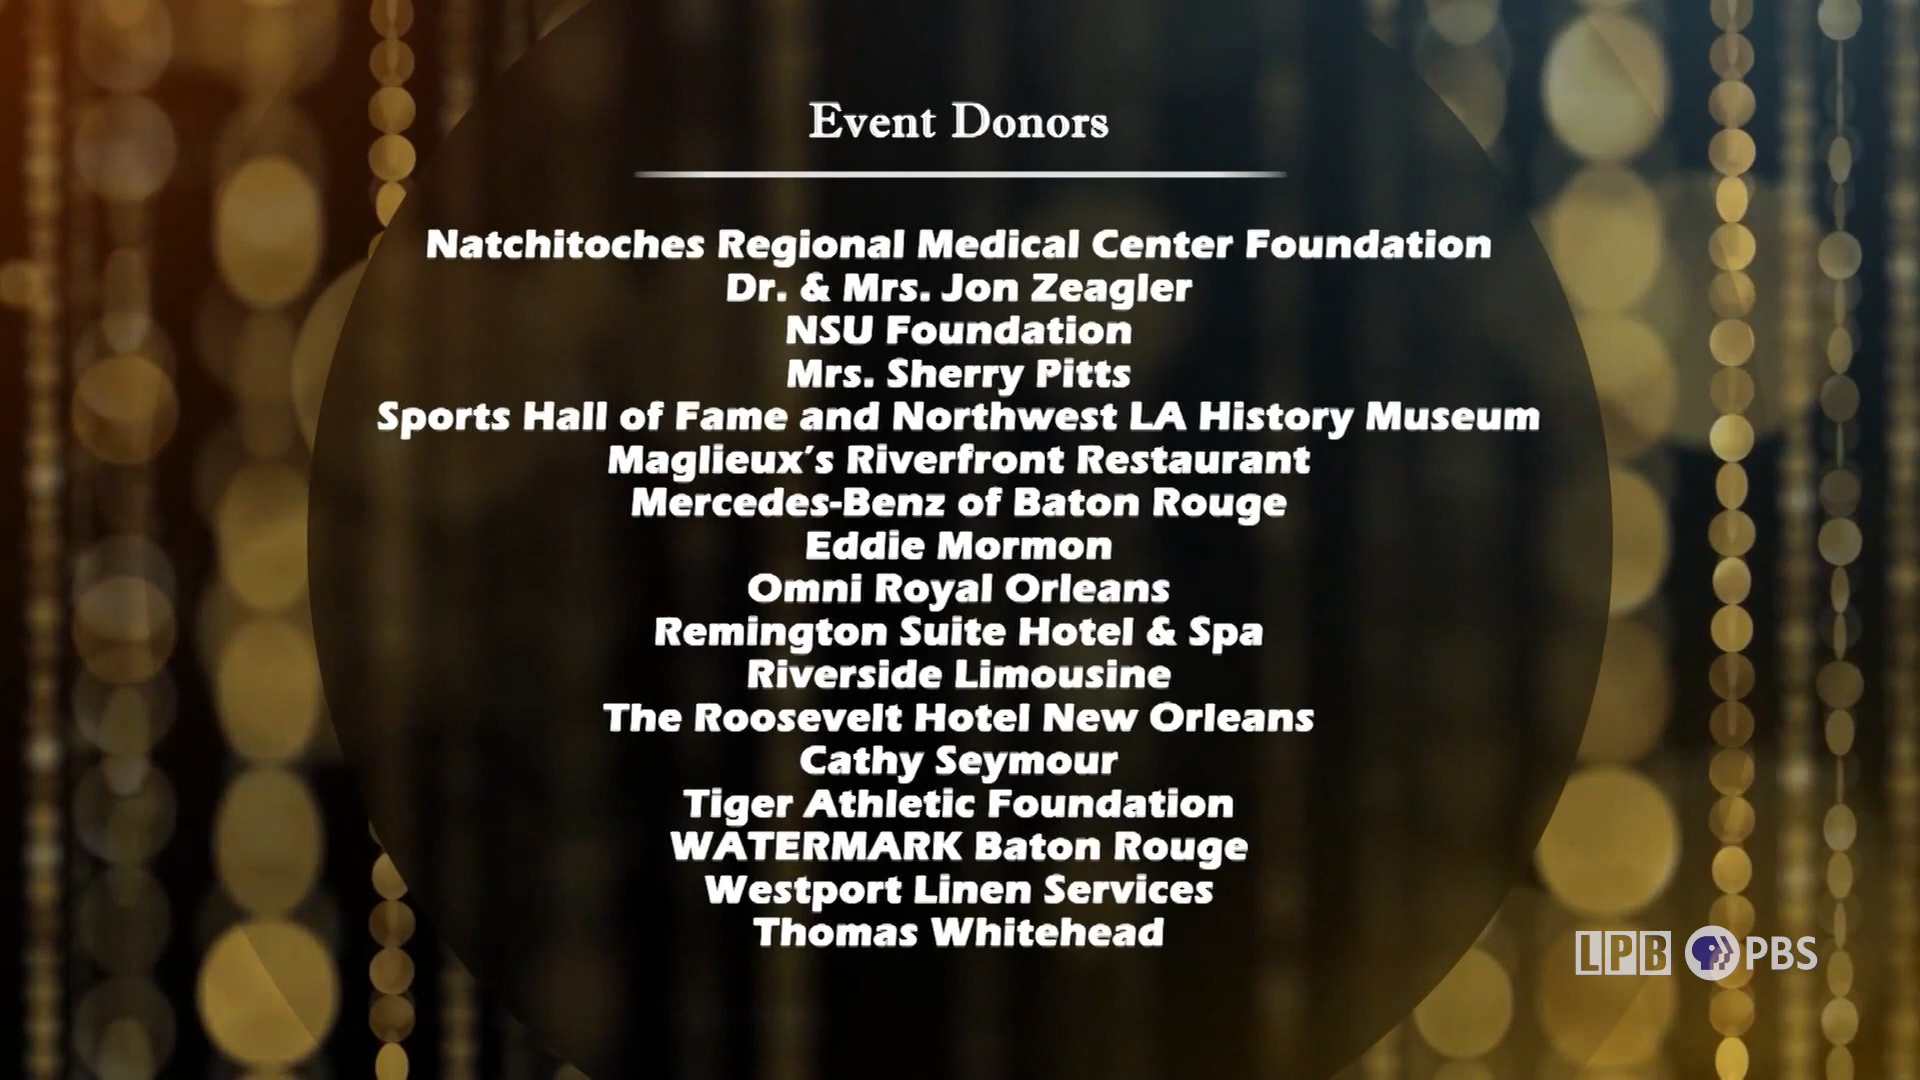 Event Donors
Natchitoches Regional Medical Center Foundation
Dr. & Mrs. Jon Zeagler
NSU Foundation
Mrs. Sherry Pitts
Sports Hall of Fame and Northwest LA History Museum
Maglieux's Riverfront Restaurant
Mercedes-Benz of Baton Rouge
Eddie Mormon
Omni Royal Orleans
Remington Suite Hotel & Spa
Riverside Limousine
The Roosevelt Hotel New Orleans
Cathy Seymour
Tiger Athletic Foundation
WATERMARK Baton Rouge
Westport Linen Services
Thomas Whitehead
LPB PBS